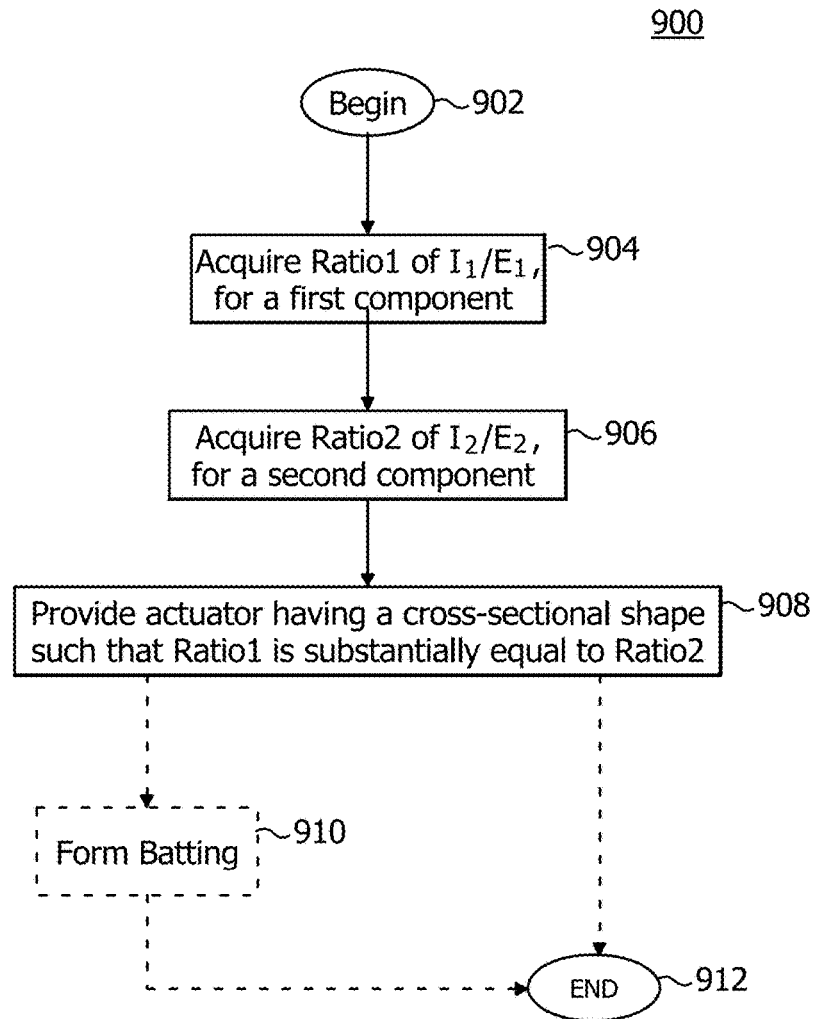 900
Begin
902
Acquire Ratio1 of I₁/E₁,
for a first component
904
Acquire Ratio2 of I₂/E₂,
for a second component
906
Provide actuator having a cross-sectional shape
such that Ratio1 is substantially equal to Ratio2
908
Form Batting
910
END
912